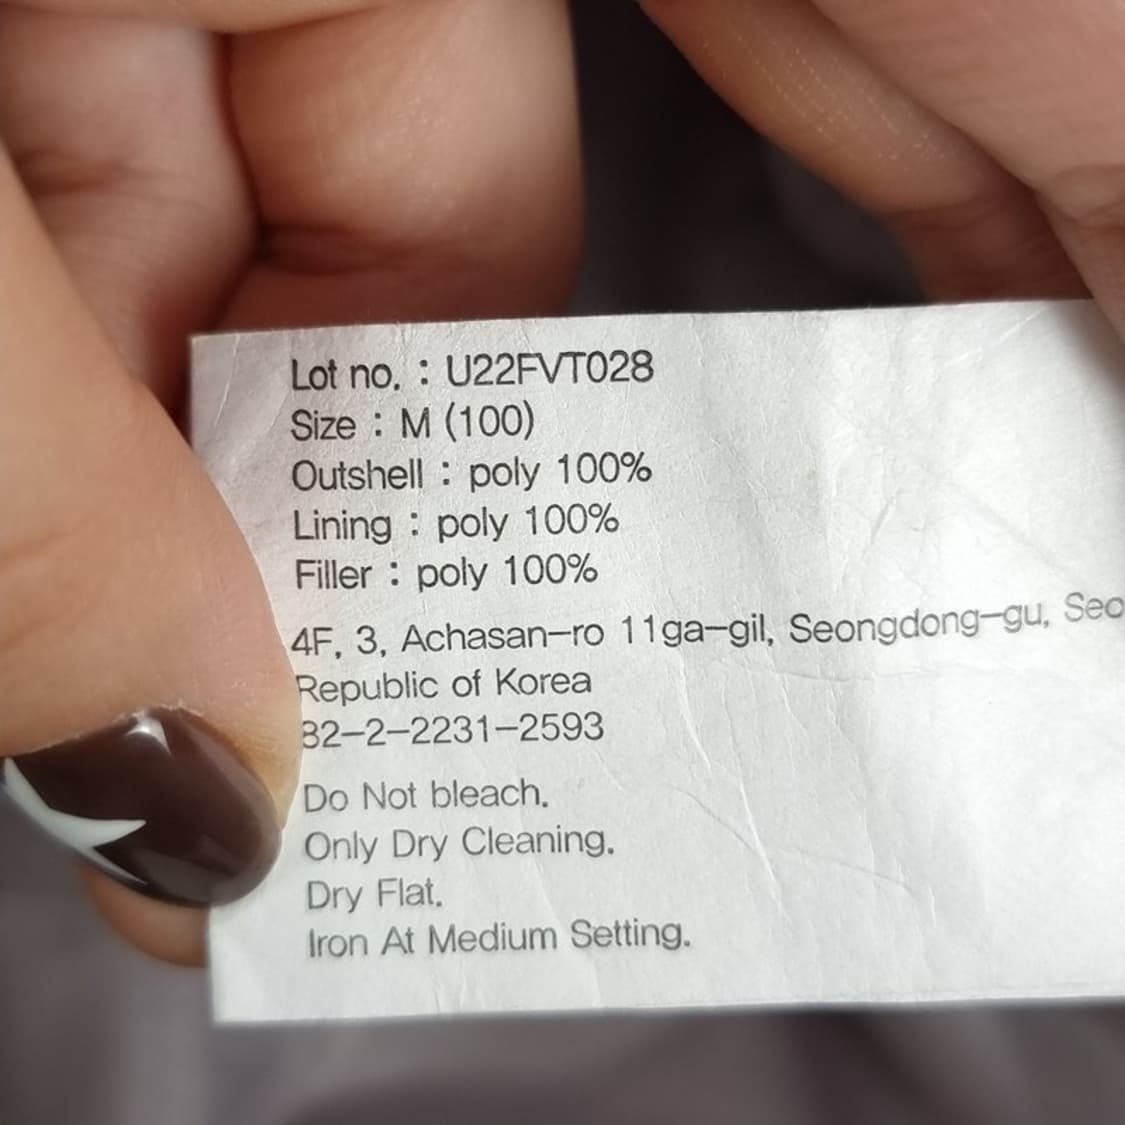 Lot no. : U22FVT028
Size : M (100)
Outshell : poly 100%
Lining : poly 100%
Filler : poly 100%
4F, 3, Achasan-ro 11ga-gil, Seongdong-gu, Seo
Republic of Korea
82-2-2231-2593
Do Not bleach.
Only Dry Cleaning.
Dry Flat.
Iron At Medium Setting.